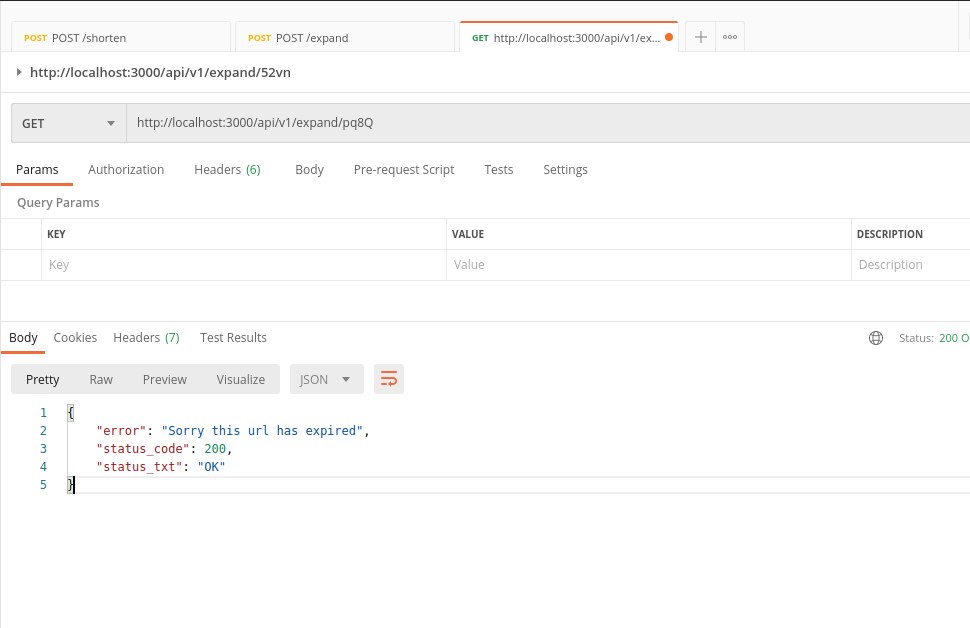 POST POST /shorten POST POST /expand GET http://localhost:3000/api/v1/ex...
http://localhost:3000/api/v1/expand/52vn
GET http://localhost:3000/api/v1/expand/pq8Q
Params Authorization Headers (6) Body Pre-request Script Tests Settings
Query Params
KEY VALUE DESCRIPTION
Key Value Description
Body Cookies Headers (7) Test Results Status: 200 O
Pretty Raw Preview Visualize JSON
1 {
2 "error": "Sorry this url has expired",
3 "status_code": 200,
4 "status_txt": "OK"
5 }